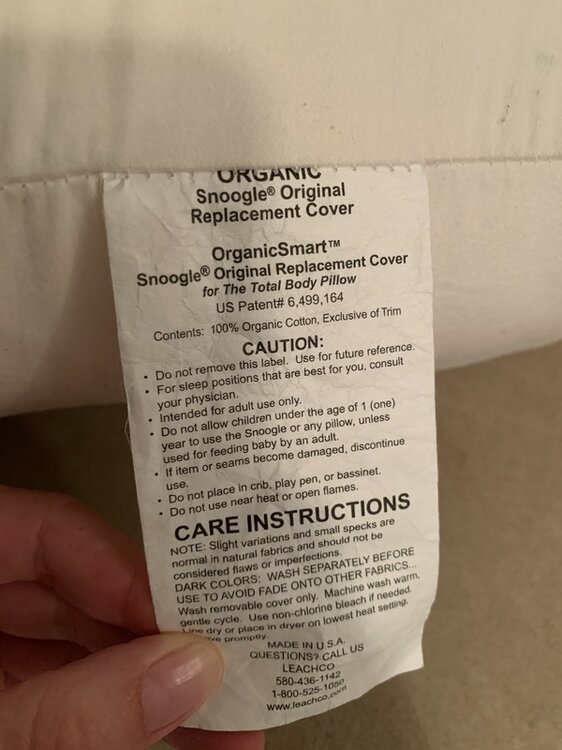 ORGANIC
Snoogle® Original
Replacement Cover
OrganicSmart™
Snoogle® Original Replacement Cover
for The Total Body Pillow
US Patent# 6,499,164
Contents: 100% Organic Cotton, Exclusive of Trim
CAUTION:
• Do not remove this label. Use for future reference.
• For sleep positions that are best for you, consult
your physician.
• Intended for adult use only.
• Do not allow children under the age of 1 (one)
year to use the Snoogle or any pillow, unless
used for feeding baby by an adult.
• If item or seams become damaged, discontinue
use.
• Do not place in crib, play pen, or bassinet.
• Do not use near heat or open flames.
CARE INSTRUCTIONS
NOTE: Slight variations and small specks are
normal in natural fabrics and should not be
considered flaws or imperfections.
DARK COLORS: WASH SEPARATELY BEFORE
USE TO AVOID FADE ONTO OTHER FABRICS...
Wash removable cover only. Machine wash warm,
gentle cycle. Use non-chlorine bleach if needed.
Line dry or place in dryer on lowest heat setting.
promptly.
MADE IN U.S.A.
QUESTIONS? CALL US
LEACHCO
580-436-1142
1-800-525-1050
www.leachco.com